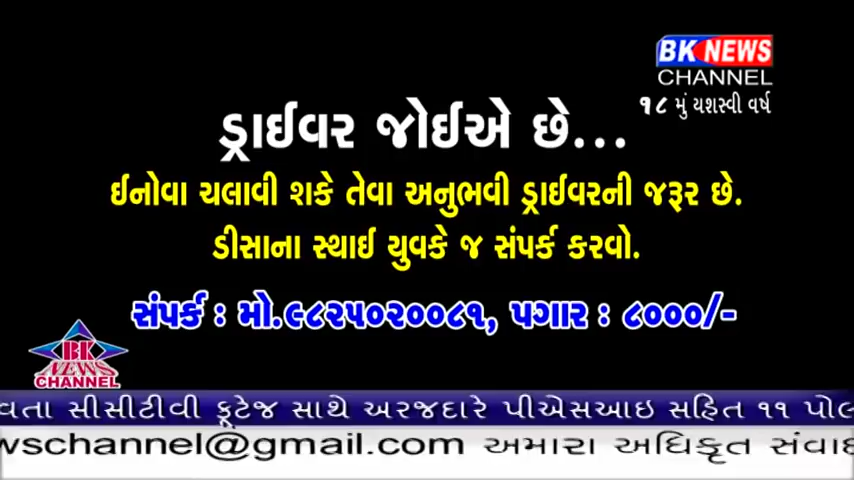 BK NEWS
CHANNEL
૧૮ મું યશસ્વી વર્ષ
ડ્રાઈવર જોઈએ છે...
ઈનોવા ચલાવી શકે તેવા અનુભવી ડ્રાઈવરની જરૂર છે.
ડીસાના સ્થાઈ યુવકે જ સંપર્ક કરવો.
સંપર્ક : મો.૯૮૨૫૦૨૦૦૮૧, પગાર : ૮૦૦૦/-
BK
NEWS
CHANNEL
વતા સીસીટીવી ફૂટેજ સાથે અરજદારે પીએસઆઇ સહિત ૧૧ પોલ
wschannel@gmail.com અમારા અધિકૃત સંવાદ